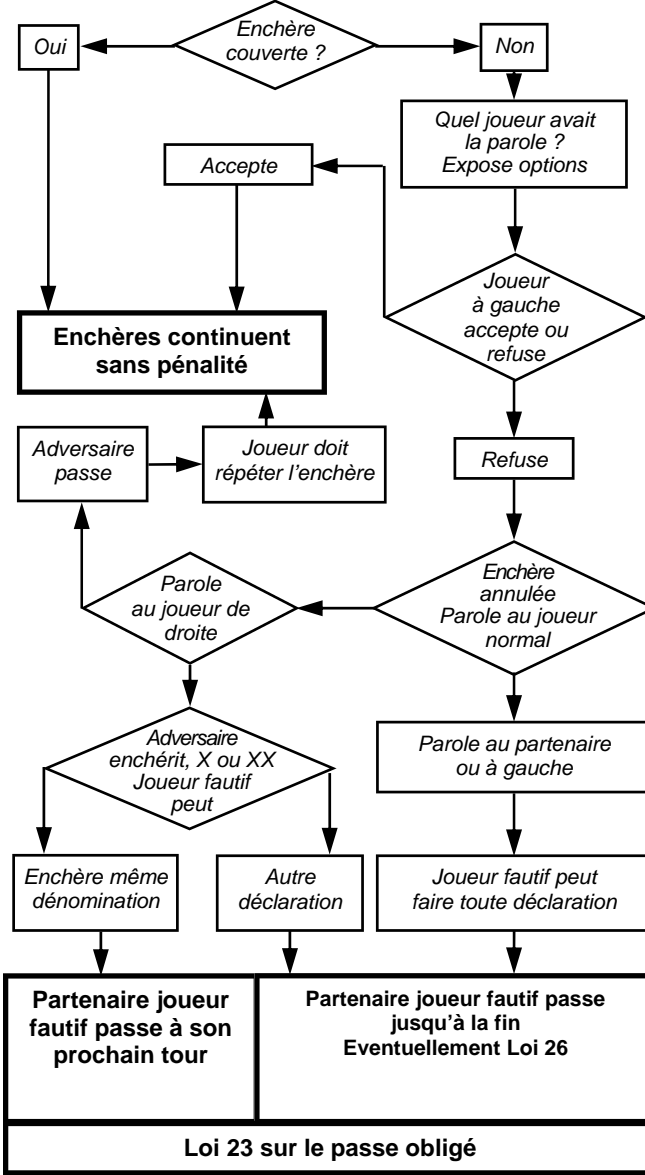 Enchère
couverte ?
Oui
Non
Quel joueur avait
la parole ?
Expose options
Accepte
Joueur
à gauche
accepte ou
refuse
Enchères continuent
sans pénalité
Adversaire
passe
Joueur doit
répéter l’enchère
Refuse
Parole
au joueur de
droite
Enchère
annulée
Parole au joueur
normal
Adversaire
enchérit, X ou XX
Joueur fautif
peut
Parole au partenaire
ou à gauche
Enchère même
dénomination
Autre
déclaration
Joueur fautif peut
faire toute déclaration
Partenaire joueur
fautif passe à son
prochain tour
Partenaire joueur fautif passe
jusqu’à la fin
Eventuellement Loi 26
Loi 23 sur le passe obligé